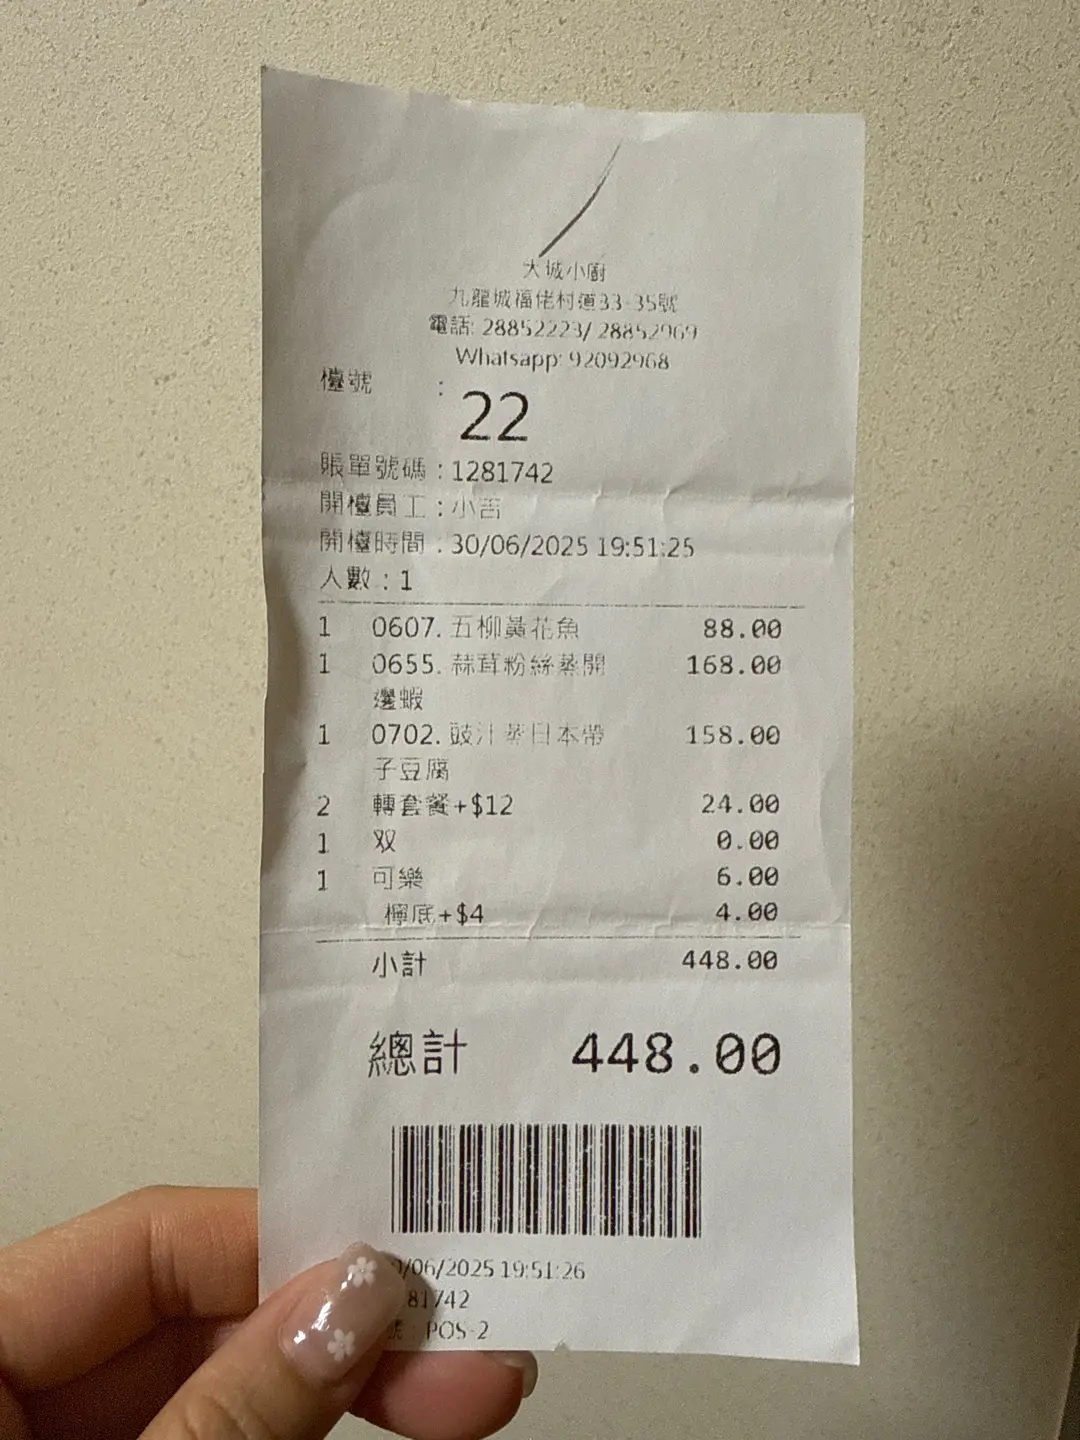 大城小廚
九龍城福佬村道33-35號
電話: 28852223/ 28852969
Whatsapp: 92092968
檯號 : 22
賬單號碼 : 1281742
開檯員工 : 小吉
開檯時間 : 30/06/2025 19:51:25
人數 : 1
1 0607. 五柳黃花魚 88.00
1 0655. 蒜茸粉絲蒸開 168.00
邊蝦
1 0702. 豉汁蒸日本帶 158.00
子豆腐
2 轉套餐+$12 24.00
1 双 0.00
1 可樂 6.00
檸底+$4 4.00
小計 448.00
總計 448.00
0/06/2025 19:51:26
81742
號 : POS-2